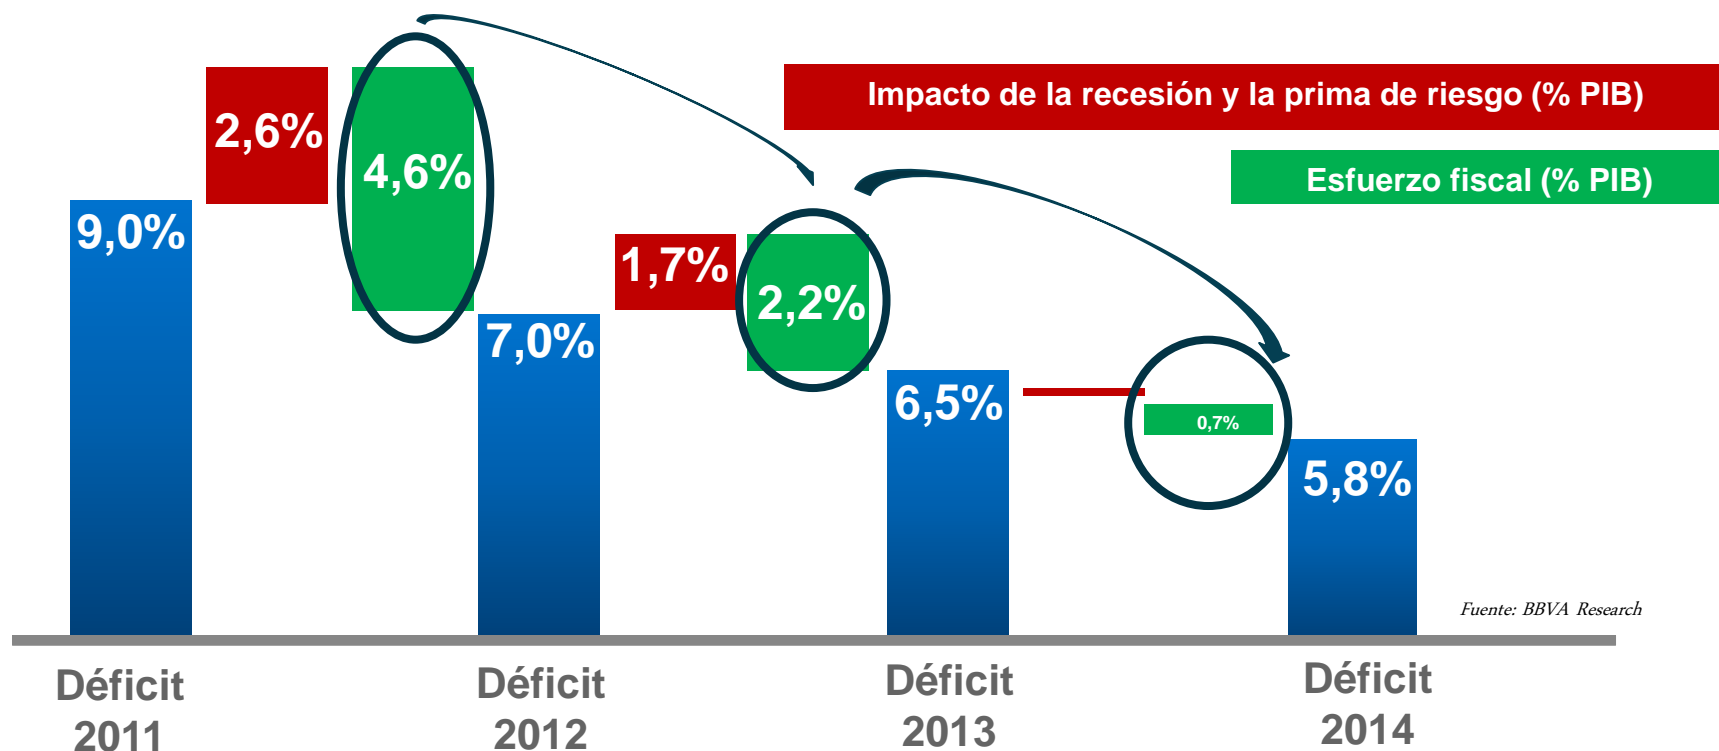 Impacto de la recesión y la prima de riesgo (% PIB)
Esfuerzo fiscal (% PIB)
9,0%
2,6%
4,6%
7,0%
1,7%
2,2%
6,5%
0,7%
5,8%
Fuente: BBVA Research
Déficit
2011
Déficit
2012
Déficit
2013
Déficit
2014